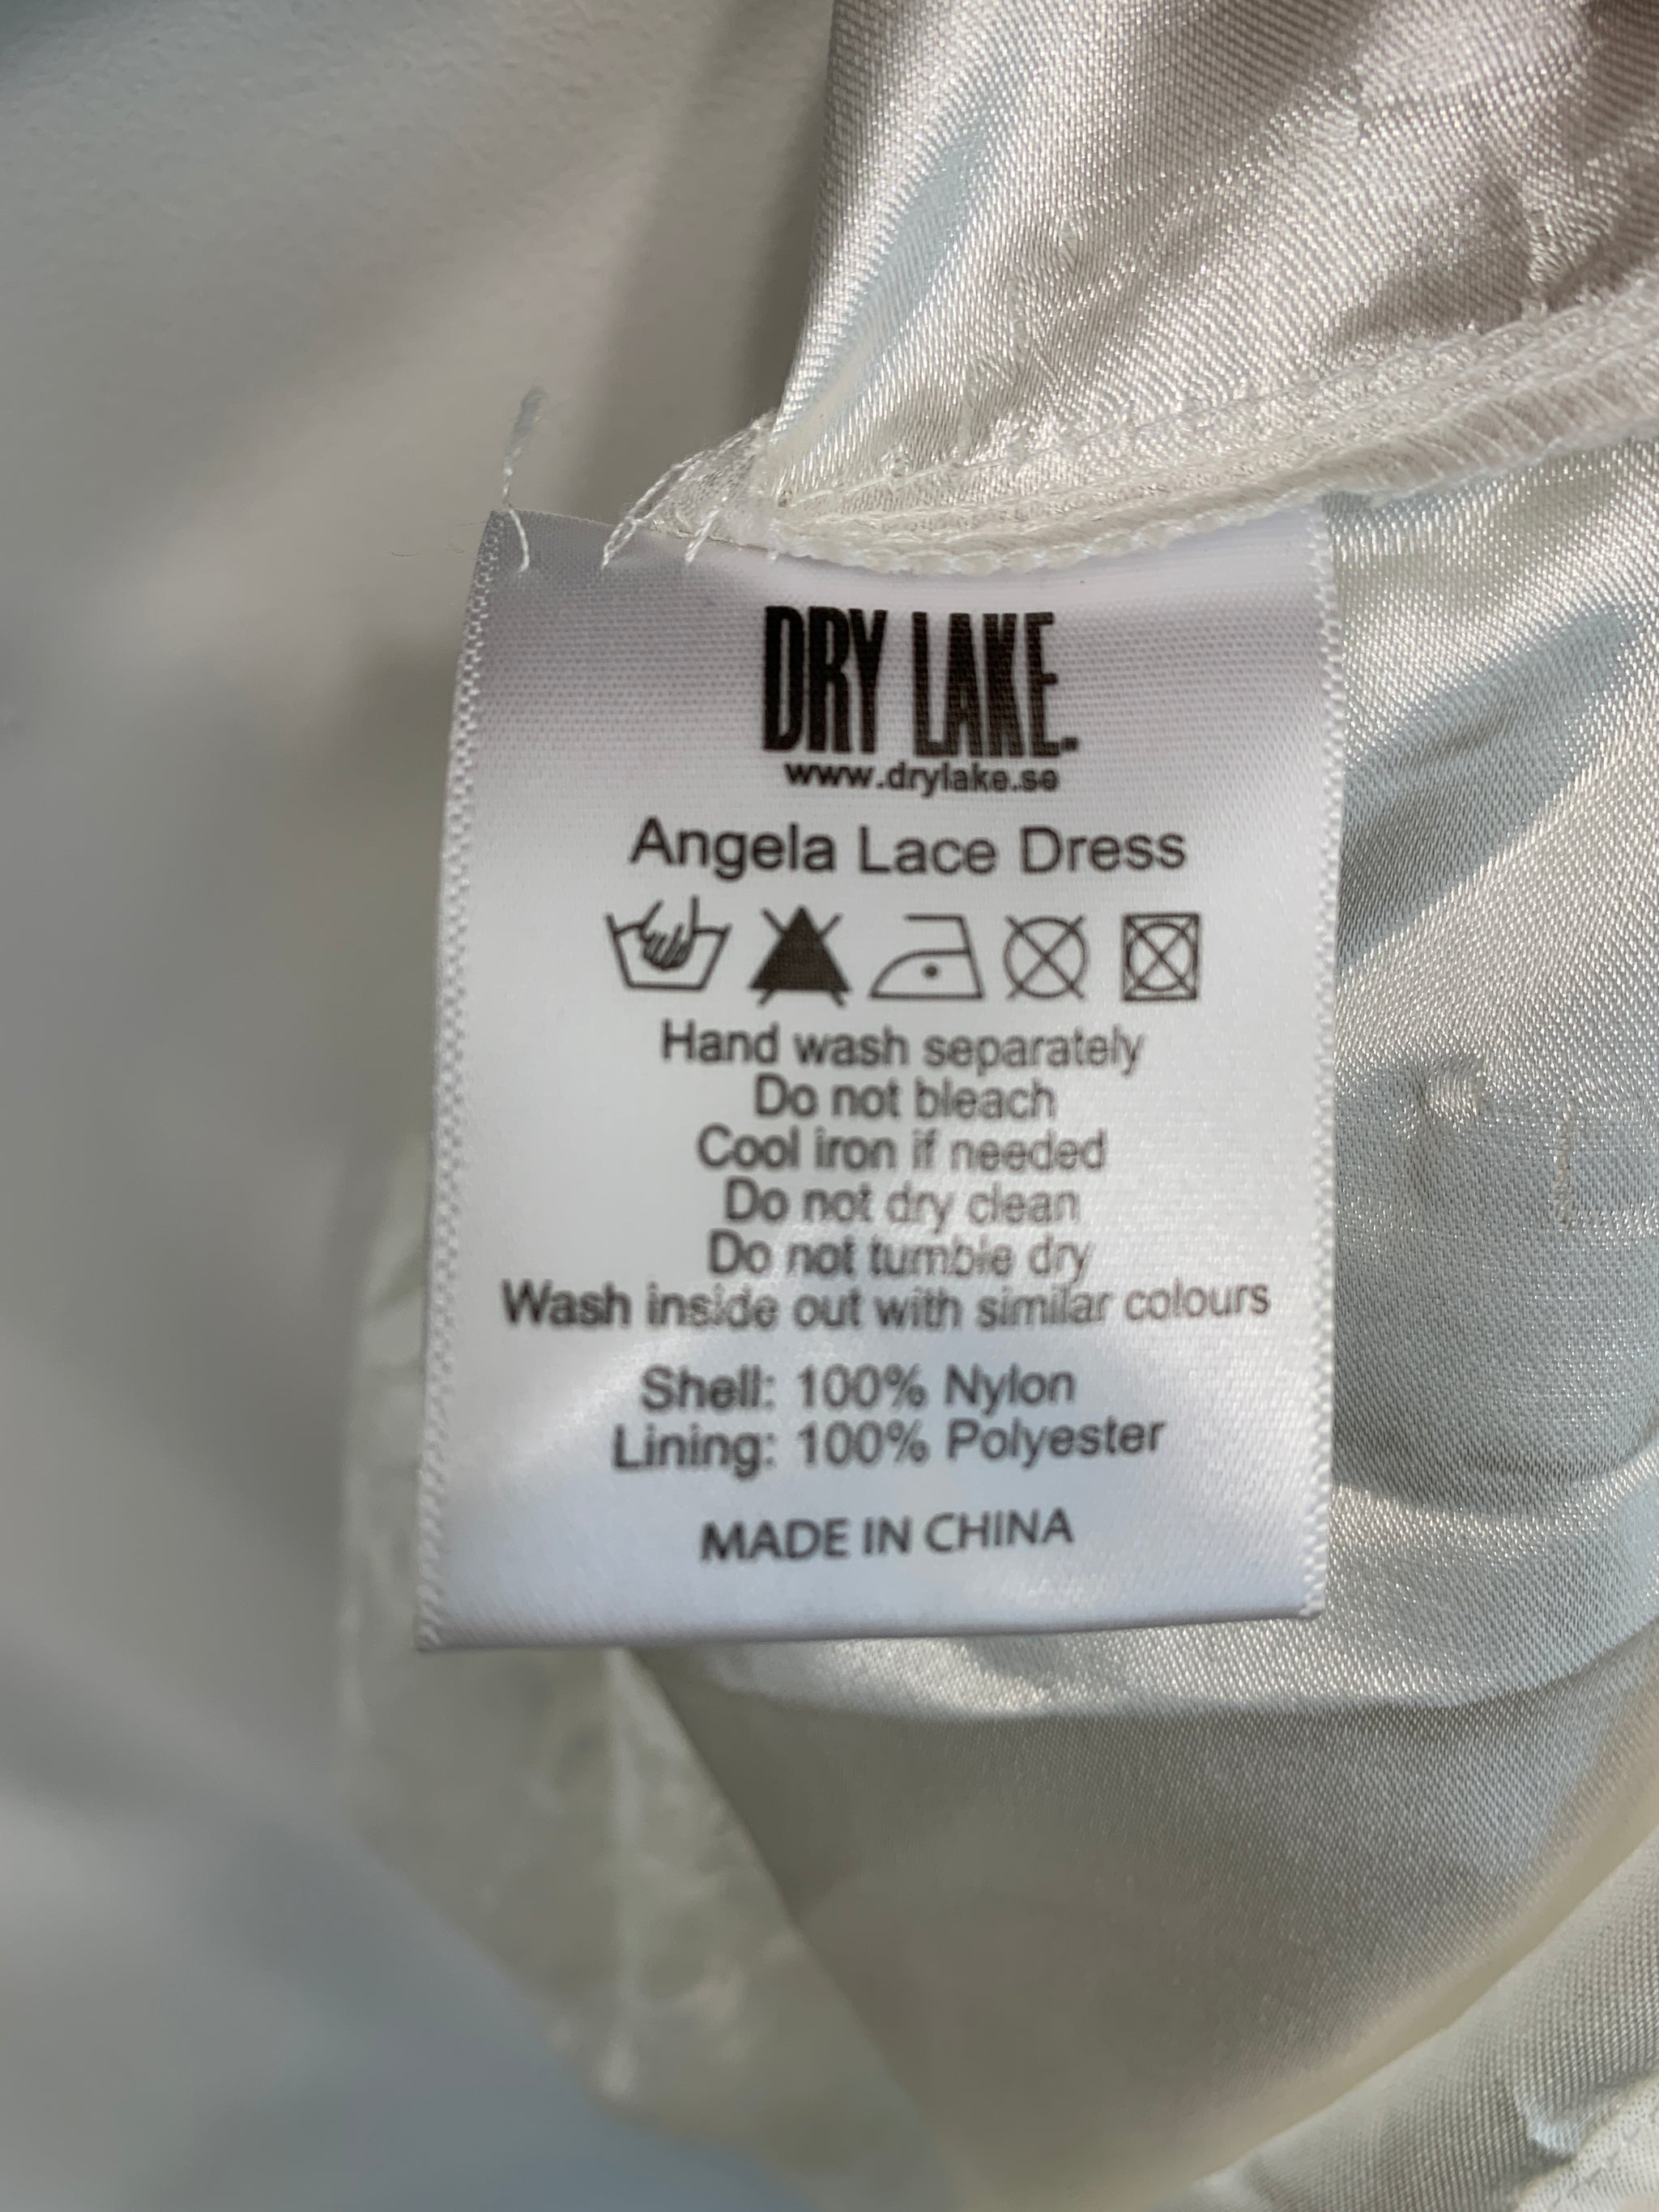 DRY LAKE.
www.drylake.se
Angela Lace Dress
Hand wash separately
Do not bleach
Cool iron if needed
Do not dry clean
Do not tumble dry
Wash inside out with similar colours
Shell: 100% Nylon
Lining: 100% Polyester
MADE IN CHINA